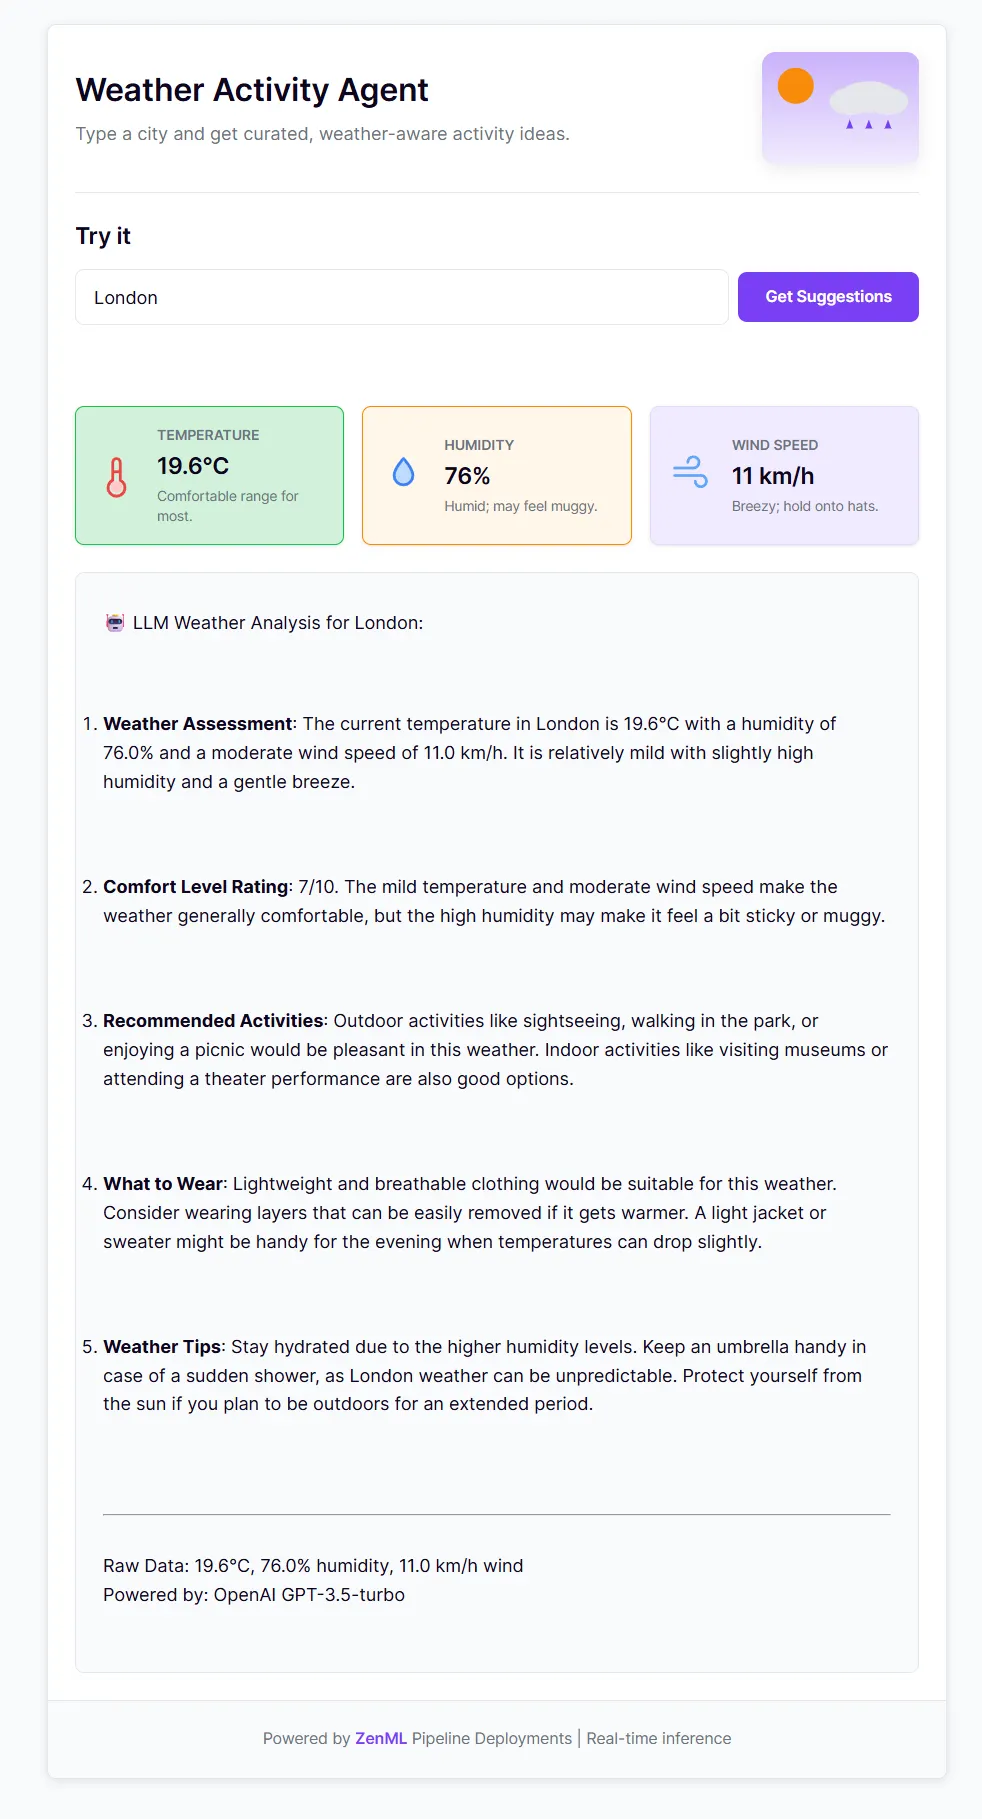 Weather Activity Agent
Type a city and get curated, weather-aware activity ideas.
Try it
London
Get Suggestions
TEMPERATURE
19.6°C
Comfortable range for
most.
HUMIDITY
76%
Humid; may feel muggy.
WIND SPEED
11 km/h
Breezy; hold onto hats.
🤖 LLM Weather Analysis for London:
1. Weather Assessment: The current temperature in London is 19.6°C with a humidity of
76.0% and a moderate wind speed of 11.0 km/h. It is relatively mild with slightly high
humidity and a gentle breeze.
2. Comfort Level Rating: 7/10. The mild temperature and moderate wind speed make the
weather generally comfortable, but the high humidity may make it feel a bit sticky or muggy.
3. Recommended Activities: Outdoor activities like sightseeing, walking in the park, or
enjoying a picnic would be pleasant in this weather. Indoor activities like visiting museums or
attending a theater performance are also good options.
4. What to Wear: Lightweight and breathable clothing would be suitable for this weather.
Consider wearing layers that can be easily removed if it gets warmer. A light jacket or
sweater might be handy for the evening when temperatures can drop slightly.
5. Weather Tips: Stay hydrated due to the higher humidity levels. Keep an umbrella handy in
case of a sudden shower, as London weather can be unpredictable. Protect yourself from
the sun if you plan to be outdoors for an extended period.
Raw Data: 19.6°C, 76.0% humidity, 11.0 km/h wind
Powered by: OpenAI GPT-3.5-turbo
Powered by ZenML Pipeline Deployments | Real-time inference